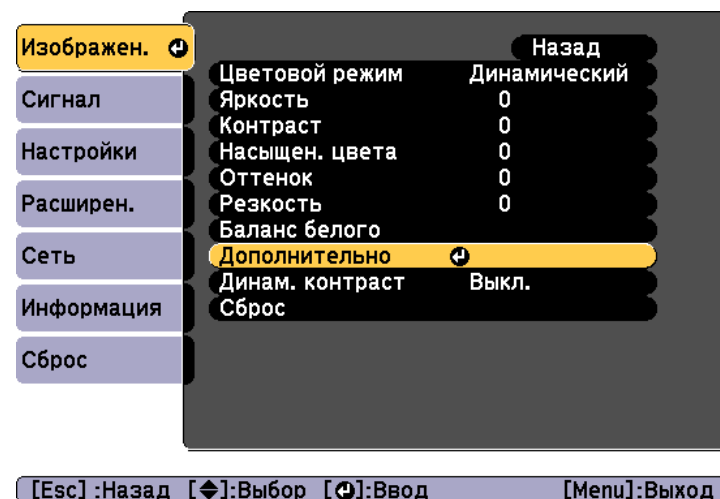 Изображен.
Сигнал
Настройки
Расширен.
Сеть
Информация
Сброс
Назад
Цветовой режим Динамический
Яркость 0
Контраст 0
Насыщен. цвета 0
Оттенок 0
Резкость 0
Баланс белого
Дополнительно
Динам. контраст Выкл.
Сброс
[Esc] :Назад [◆]:Выбор [⏎]:Ввод [Menu]:Выход